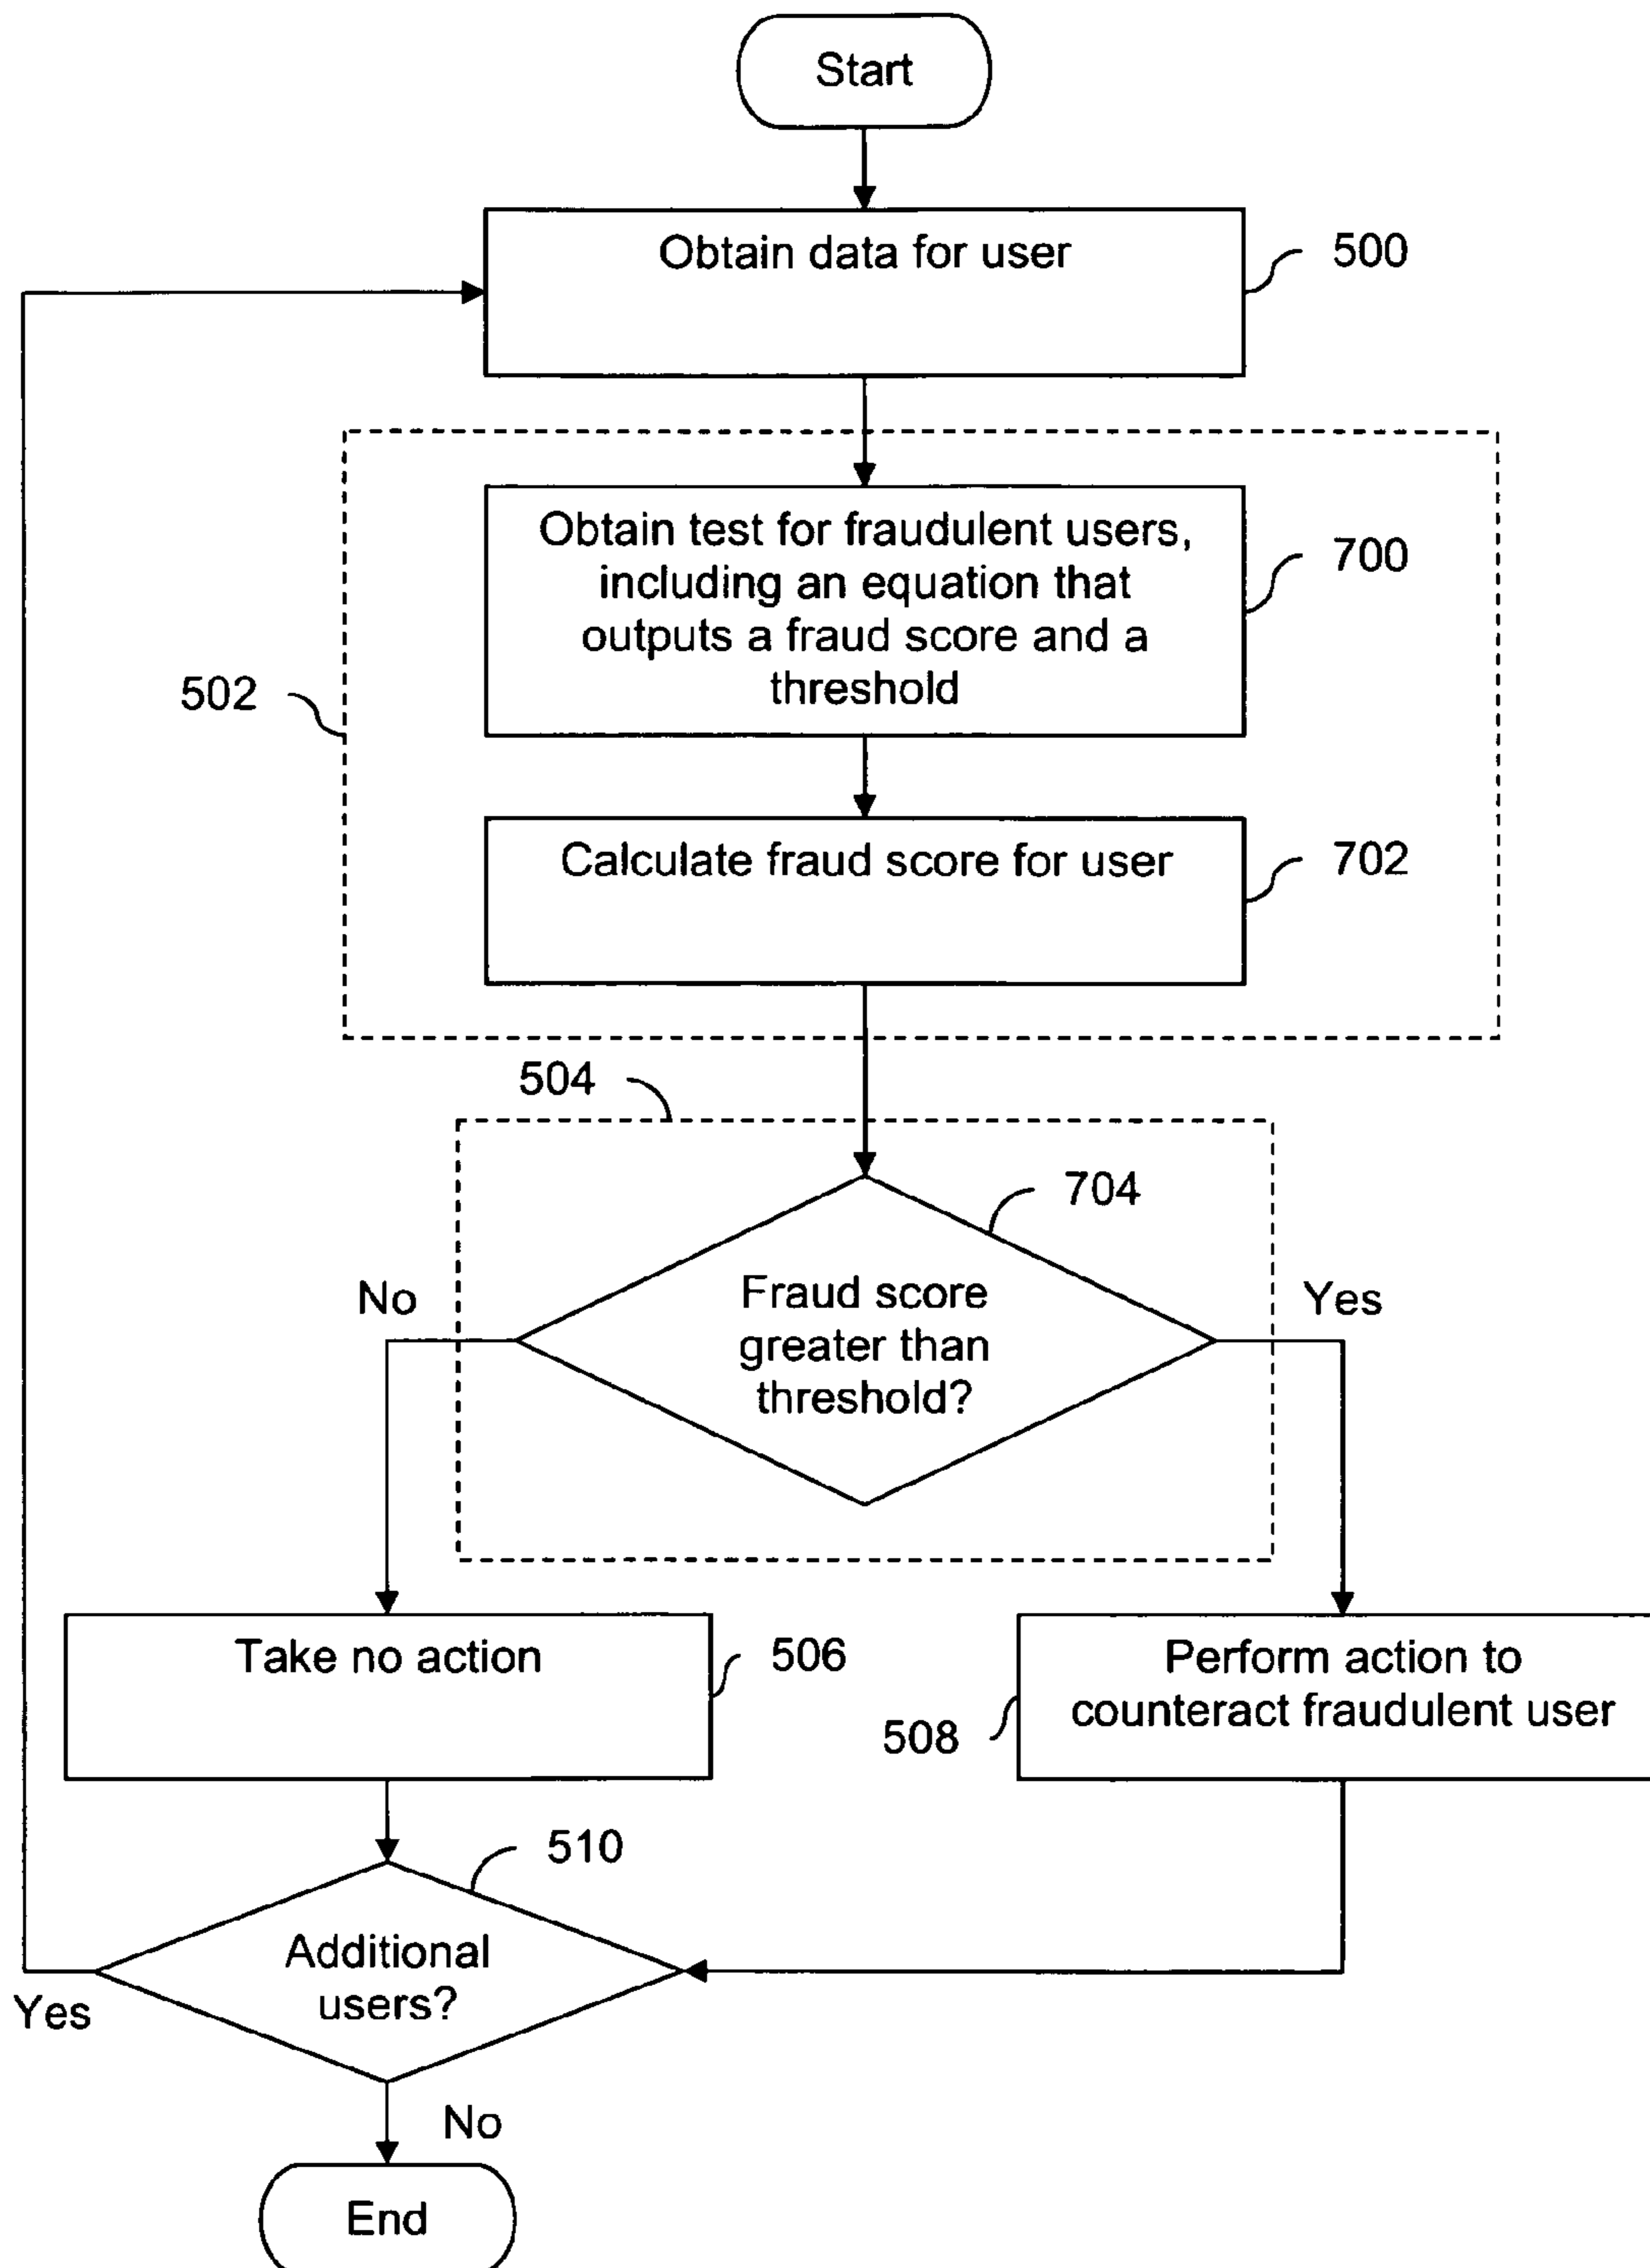 Start
Obtain data for user
500
Obtain test for fraudulent users,
including an equation that
outputs a fraud score and a
threshold
700
502
Calculate fraud score for user
702
504
704
Fraud score
greater than
threshold?
No
Yes
Take no action
506
Perform action to
counteract fraudulent user
508
510
Additional
users?
Yes
No
End